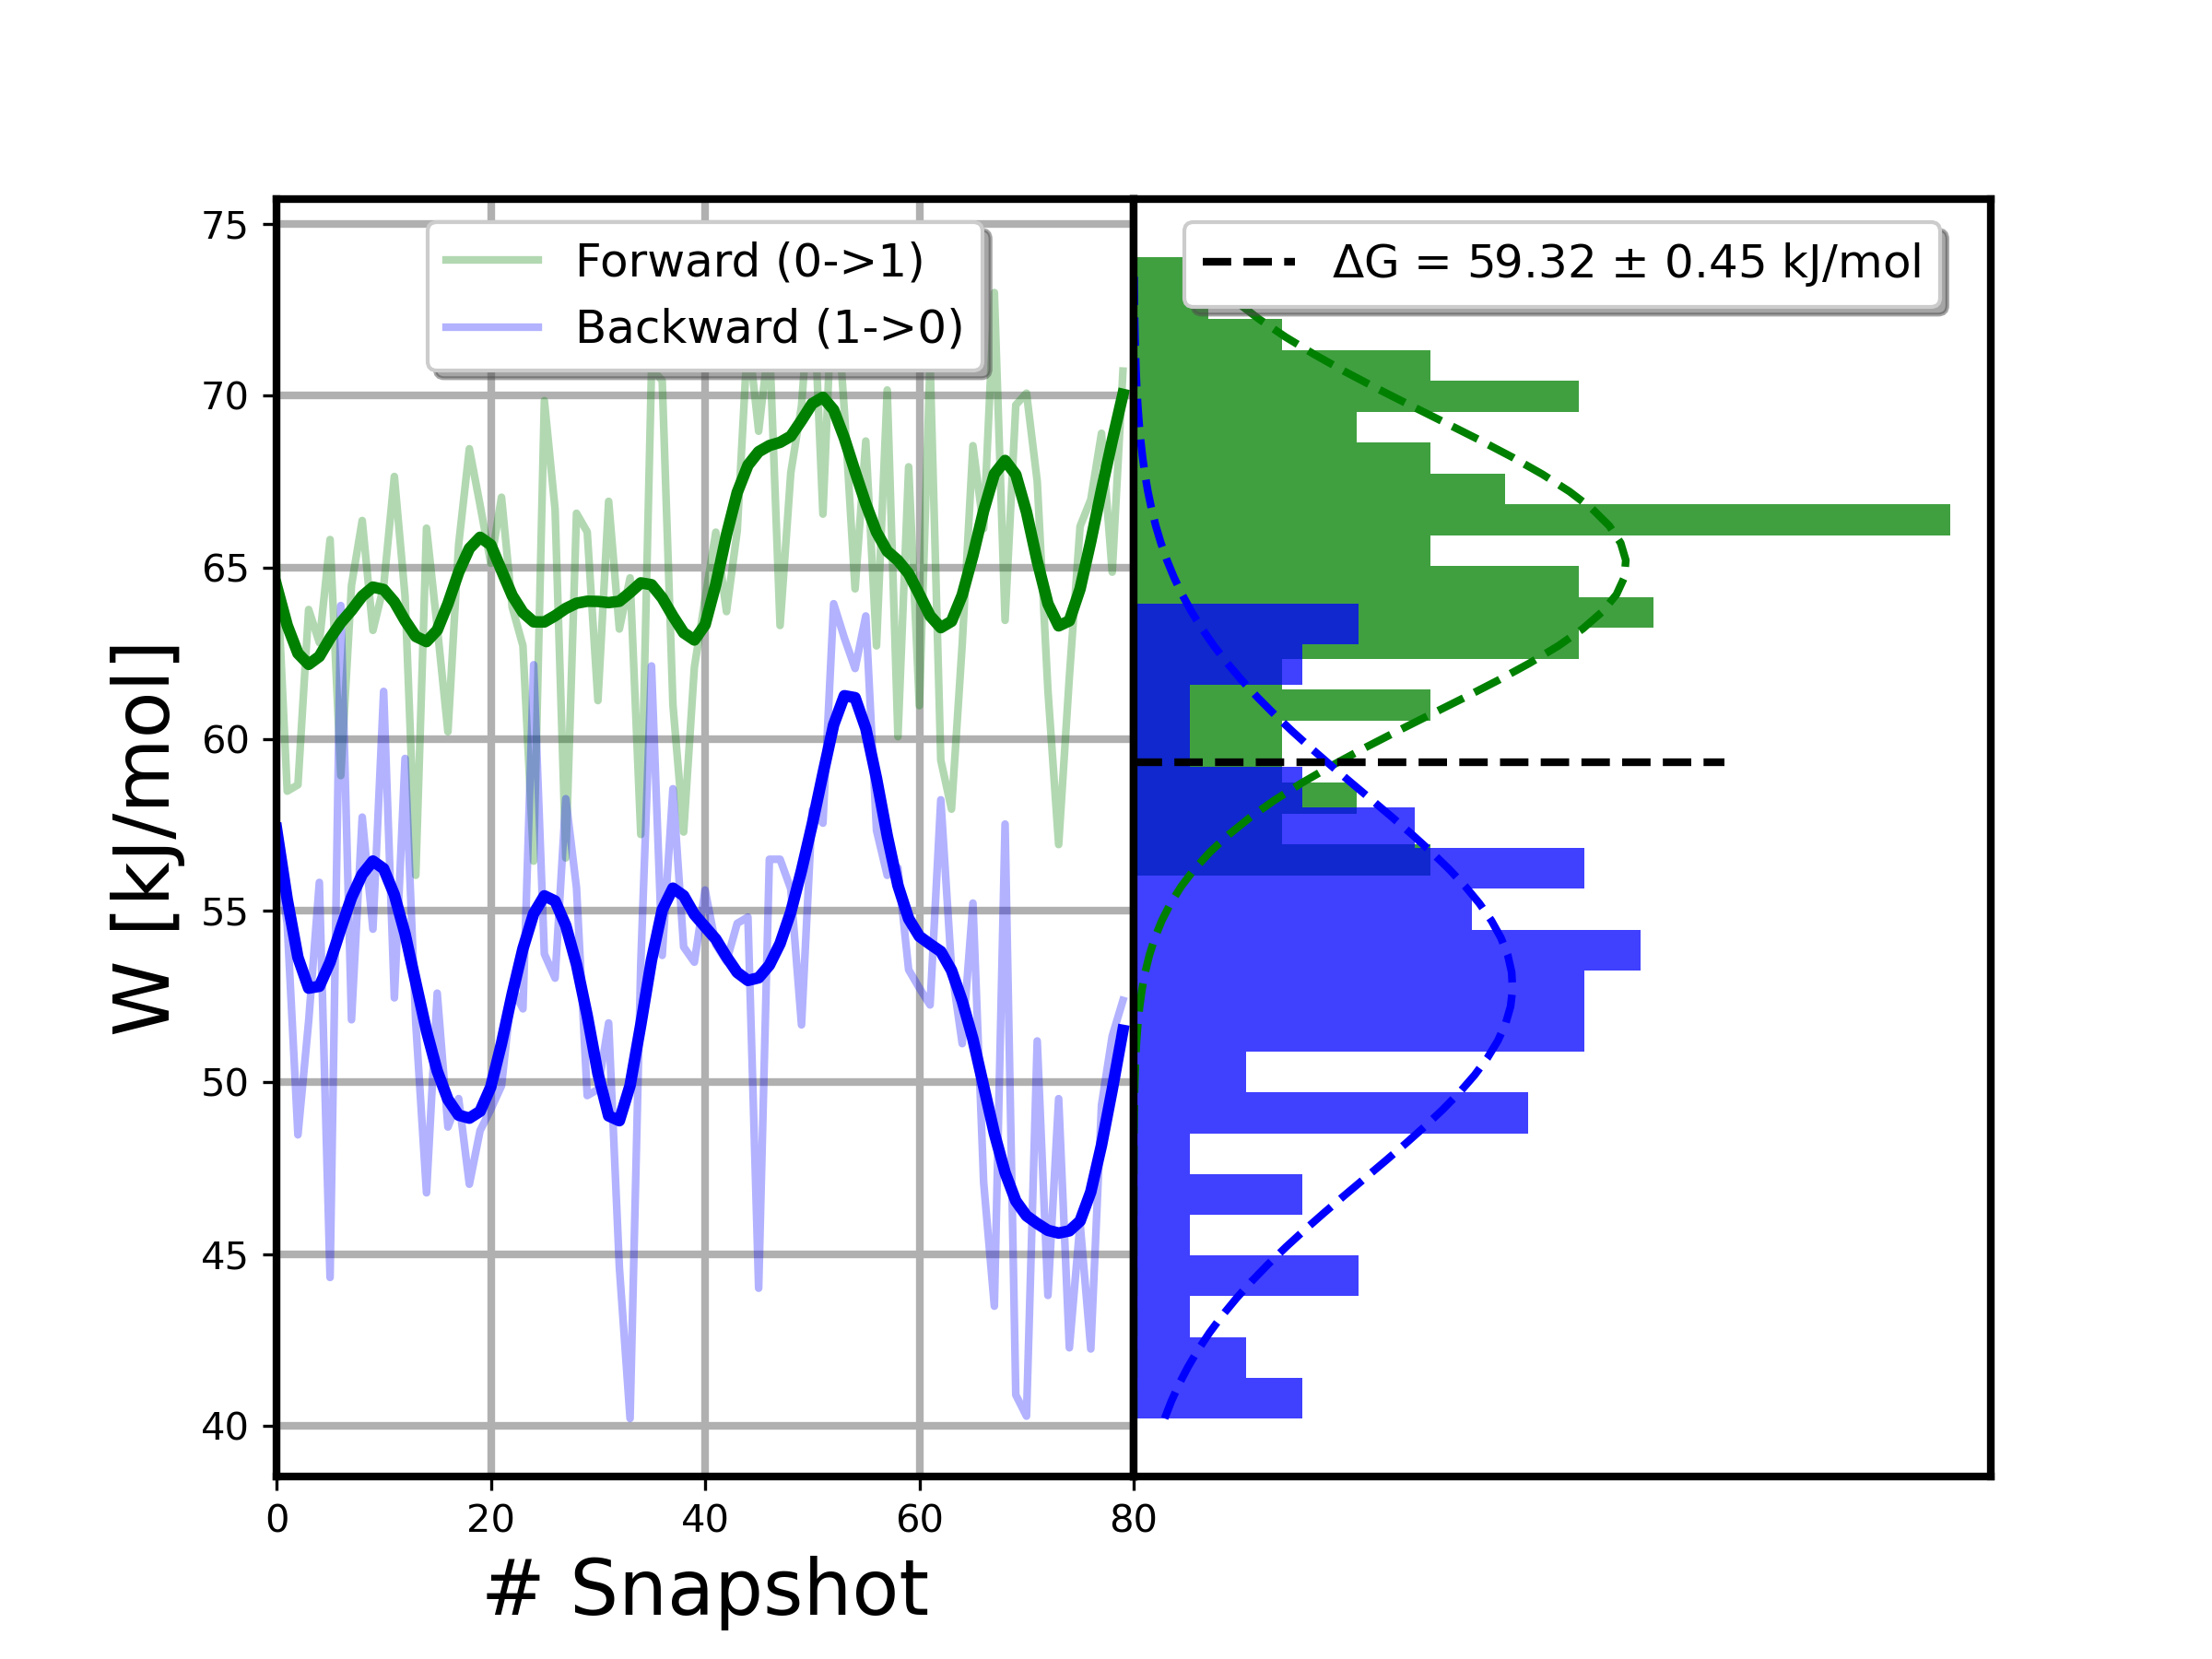 Forward (0->1)
Backward (1->0)
ΔG = 59.32 ± 0.45 kJ/mol
W [kJ/mol]
75
70
65
60
55
50
45
40
0 20 40 60 80
# Snapshot